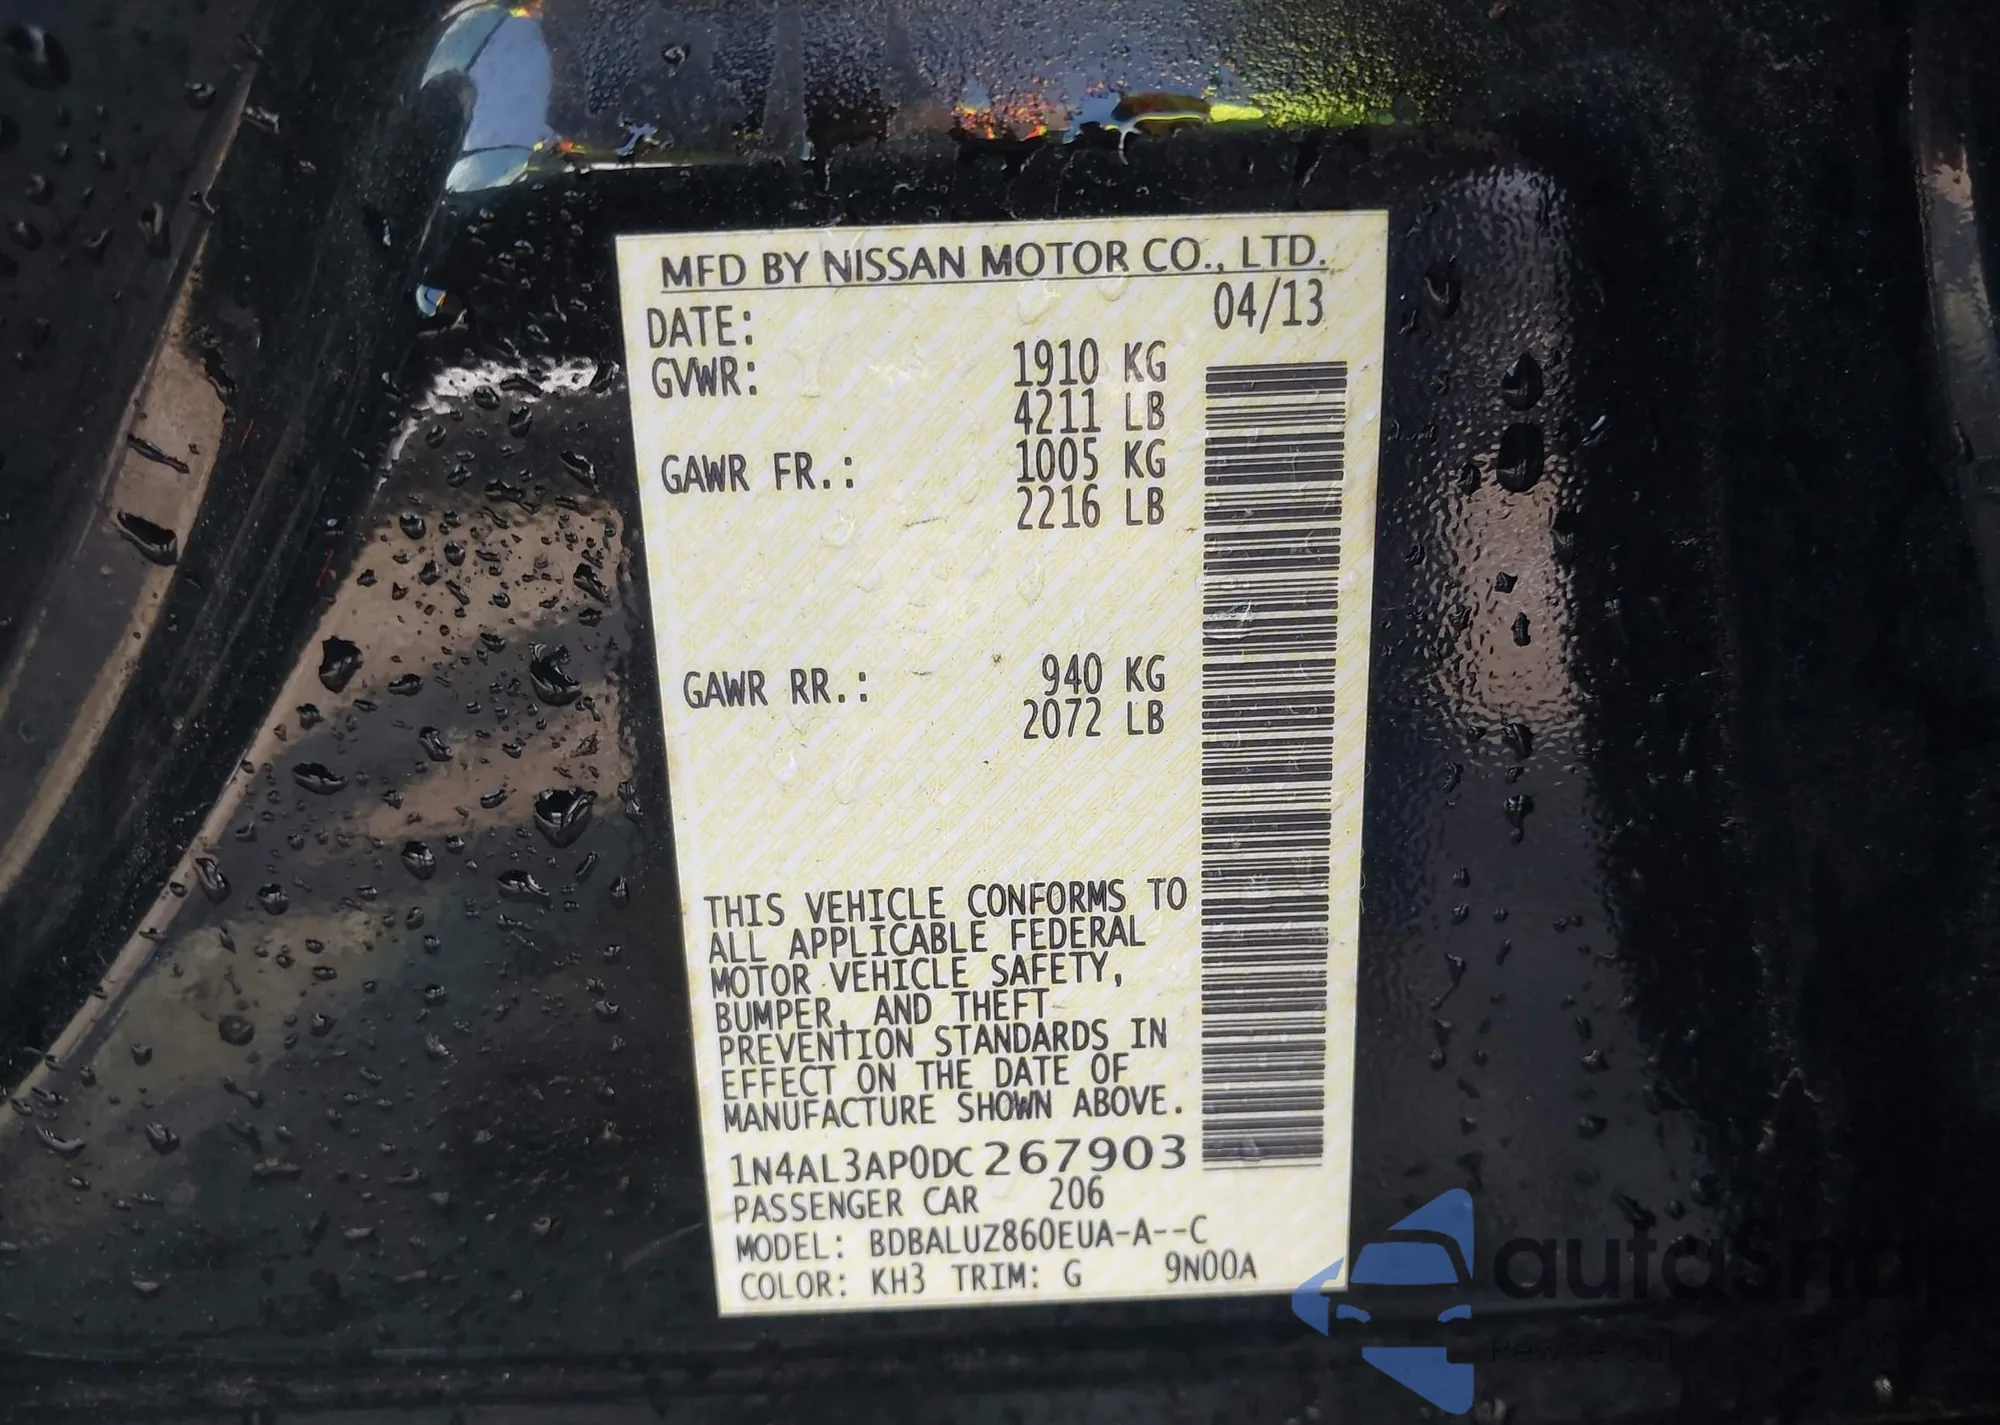 MFD BY NISSAN MOTOR CO., LTD.
DATE: 04/13
GVWR: 1910 KG
4211 LB
GAWR FR.: 1005 KG
2216 LB
GAWR RR.: 940 KG
2072 LB
THIS VEHICLE CONFORMS TO
ALL APPLICABLE FEDERAL
MOTOR VEHICLE SAFETY,
BUMPER, AND THEFT
PREVENTION STANDARDS IN
EFFECT ON THE DATE OF
MANUFACTURE SHOWN ABOVE.
1N4AL3AP0DC267903
PASSENGER CAR 206
MODEL: BDBALUZ860EUA-A--C
COLOR: KH3 TRIM: G 9N00A